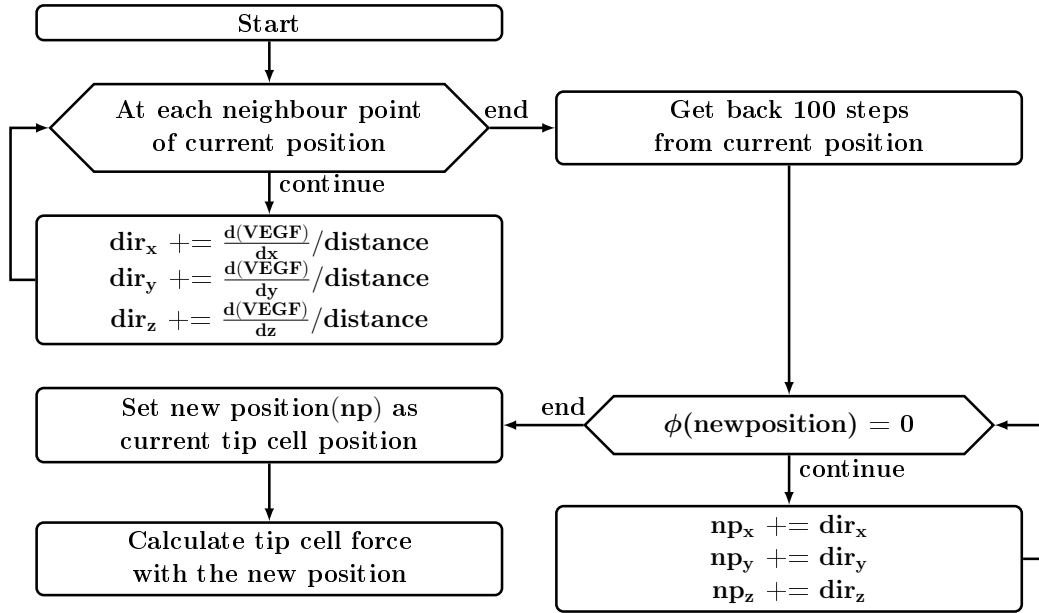 Start
At each neighbour point
of current position
end
continue
dir_x += d(VEGF)/dx /distance
dir_y += d(VEGF)/dy /distance
dir_z += d(VEGF)/dz /distance
Get back 100 steps
from current position
ϕ(newposition) = 0
end
continue
np_x += dir_x
np_y += dir_y
np_z += dir_z
Set new position(np) as
current tip cell position
Calculate tip cell force
with the new position